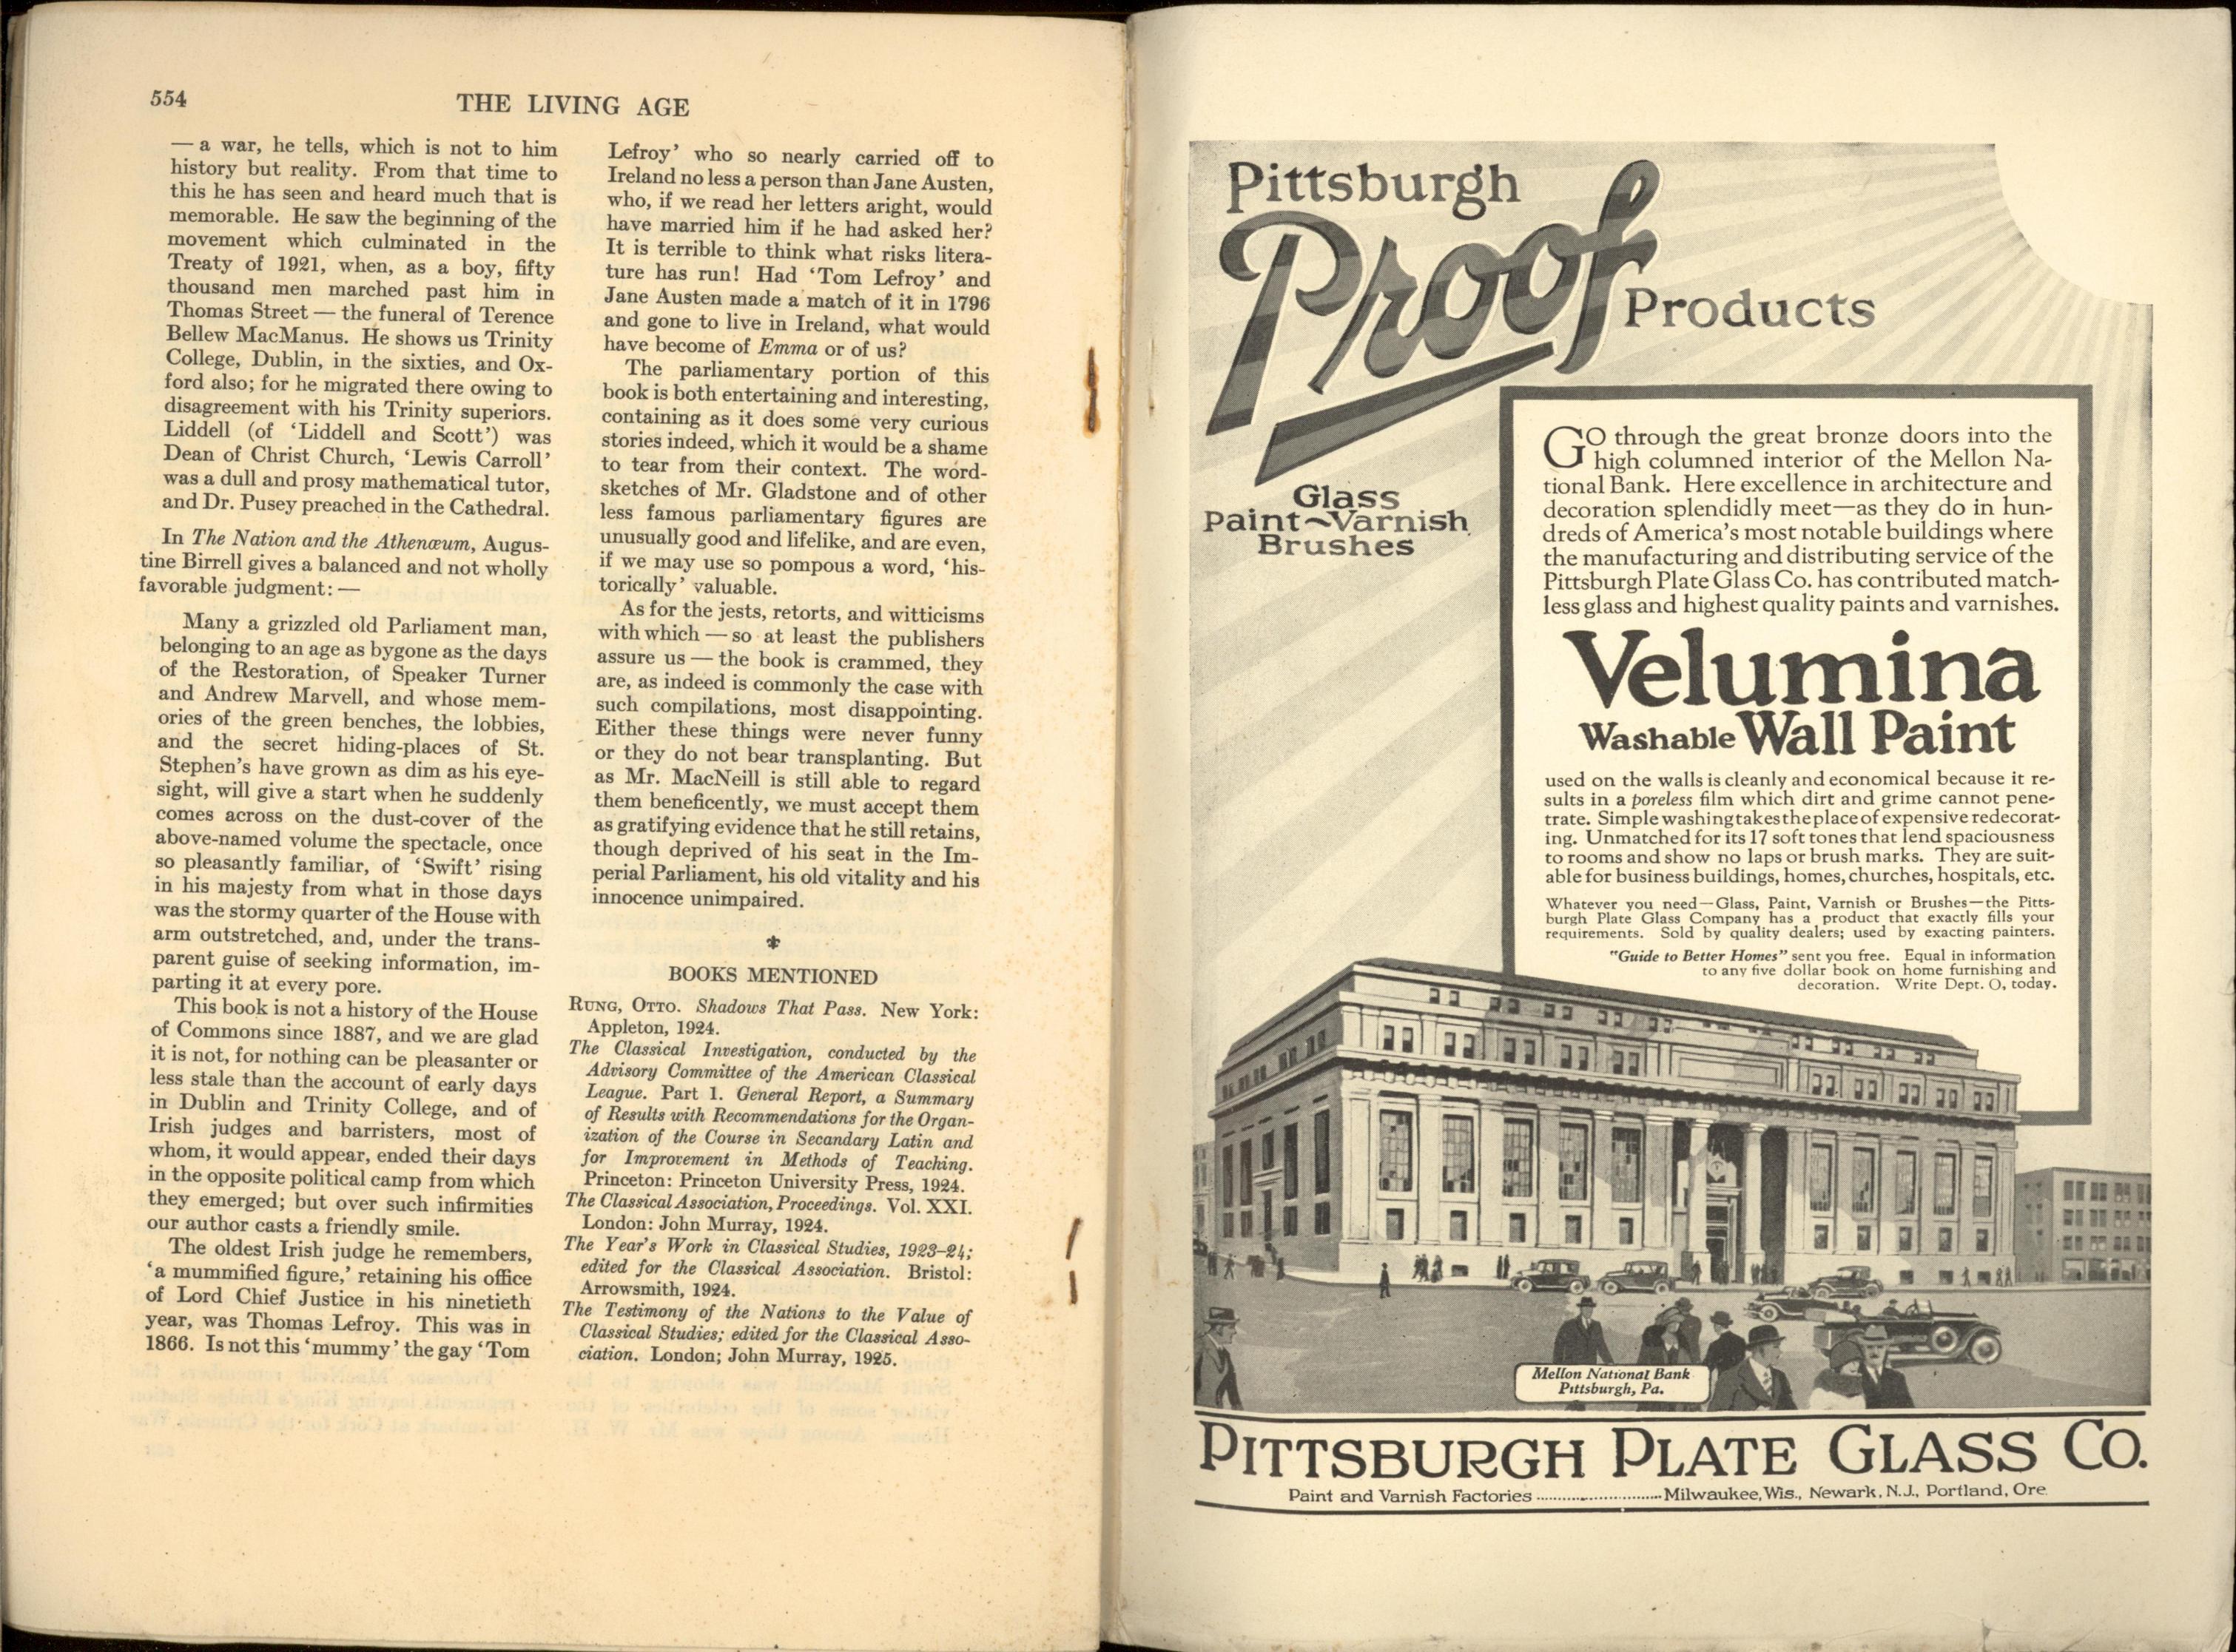 554
THE LIVING AGE
— a war, he tells, which is not to him
history but reality. From that time to
this he has seen and heard much that is
memorable. He saw the beginning of the
movement which culminated in the
Treaty of 1921, when, as a boy, fifty
thousand men marched past him in
Thomas Street — the funeral of Terence
Bellew MacManus. He shows us Trinity
College, Dublin, in the sixties, and Ox-
ford also; for he migrated there owing to
disagreement with his Trinity superiors.
Liddell (of ‘Liddell and Scott’) was
Dean of Christ Church, ‘Lewis Carroll’
was a dull and prosy mathematical tutor,
and Dr. Pusey preached in the Cathedral.
In The Nation and the Athenæum, Augus-
tine Birrell gives a balanced and not wholly
favorable judgment: —
Many a grizzled old Parliament man,
belonging to an age as bygone as the days
of the Restoration, of Speaker Turner
and Andrew Marvell, and whose mem-
ories of the green benches, the lobbies,
and the secret hiding-places of St.
Stephen's have grown as dim as his eye-
sight, will give a start when he suddenly
comes across on the dust-cover of the
above-named volume the spectacle, once
so pleasantly familiar, of ‘Swift’ rising
in his majesty from what in those days
was the stormy quarter of the House with
arm outstretched, and, under the trans-
parent guise of seeking information, im-
parting it at every pore.
This book is not a history of the House
of Commons since 1887, and we are glad
it is not, for nothing can be pleasanter or
less stale than the account of early days
in Dublin and Trinity College, and of
Irish judges and barristers, most of
whom, it would appear, ended their days
in the opposite political camp from which
they emerged; but over such infirmities
our author casts a friendly smile.
The oldest Irish judge he remembers,
‘a mummified figure,’ retaining his office
of Lord Chief Justice in his ninetieth
year, was Thomas Lefroy. This was in
1866. Is not this ‘mummy’ the gay ‘Tom
Lefroy’ who so nearly carried off to
Ireland no less a person than Jane Austen,
who, if we read her letters aright, would
have married him if he had asked her?
It is terrible to think what risks litera-
ture has run! Had ‘Tom Lefroy’ and
Jane Austen made a match of it in 1796
and gone to live in Ireland, what would
have become of Emma or of us?
The parliamentary portion of this
book is both entertaining and interesting,
containing as it does some very curious
stories indeed, which it would be a shame
to tear from their context. The word-
sketches of Mr. Gladstone and of other
less famous parliamentary figures are
unusually good and lifelike, and are even,
if we may use so pompous a word, ‘his-
torically’ valuable.
As for the jests, retorts, and witticisms
with which — so at least the publishers
assure us — the book is crammed, they
are, as indeed is commonly the case with
such compilations, most disappointing.
Either these things were never funny
or they do not bear transplanting. But
as Mr. MacNeill is still able to regard
them beneficently, we must accept them
as gratifying evidence that he still retains,
though deprived of his seat in the Im-
perial Parliament, his old vitality and his
innocence unimpaired.
BOOKS MENTIONED
RUNG, OTTO. Shadows That Pass. New York:
Appleton, 1924.
The Classical Investigation, conducted by the
Advisory Committee of the American Classical
League. Part 1. General Report, a Summary
of Results with Recommendations for the Organ-
ization of the Course in Secandary Latin and
for Improvement in Methods of Teaching.
Princeton: Princeton University Press, 1924.
The Classical Association, Proceedings. Vol. XXI.
London: John Murray, 1924.
The Year's Work in Classical Studies, 1923–24;
edited for the Classical Association. Bristol:
Arrowsmith, 1924.
The Testimony of the Nations to the Value of
Classical Studies; edited for the Classical Asso-
ciation. London; John Murray, 1925.
Pittsburgh
Proof
Products
Glass
Paint~Varnish
Brushes
GO through the great bronze doors into the
high columned interior of the Mellon Na-
tional Bank. Here excellence in architecture and
decoration splendidly meet—as they do in hun-
dreds of America's most notable buildings where
the manufacturing and distributing service of the
Pittsburgh Plate Glass Co. has contributed match-
less glass and highest quality paints and varnishes.
Velumina
Washable Wall Paint
used on the walls is cleanly and economical because it re-
sults in a poreless film which dirt and grime cannot pene-
trate. Simple washing takes the place of expensive redecorat-
ing. Unmatched for its 17 soft tones that lend spaciousness
to rooms and show no laps or brush marks. They are suit-
able for business buildings, homes, churches, hospitals, etc.
Whatever you need—Glass, Paint, Varnish or Brushes—the Pitts-
burgh Plate Glass Company has a product that exactly fills your
requirements. Sold by quality dealers; used by exacting painters.
"Guide to Better Homes" sent you free. Equal in information
to any five dollar book on home furnishing and
decoration. Write Dept. O, today.
Mellon National Bank
Pittsburgh, Pa.
PITTSBURGH PLATE GLASS CO.
Paint and Varnish Factories ........................ Milwaukee, Wis., Newark, N.J., Portland, Ore